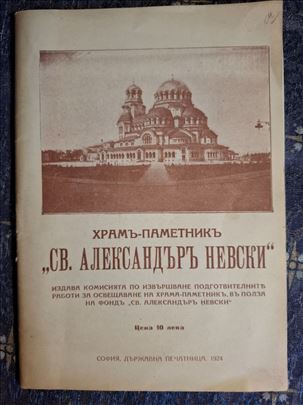 ХРАМЪ-ПАМЕТНИКЪ
„СВ. АЛЕКСАНДЪРЪ НЕВСКИ“
ИЗДАВА КОМИСИЯТА ПО ИЗВЪРШВАНЕ ПОДГОТВИТЕЛНИТѢ
РАБОТИ ЗА ОСВЕЩАВАНЕ НА ХРАМА-ПАМЕТНИКЪ, ВЪ ПОЛЗА
НА ФОНДЪ „СВ. АЛЕКСАНДЪРЪ НЕВСКИ“
Цена 10 лева
СОФИЯ, ДЪРЖАВНА ПЕЧАТНИЦА, 1924